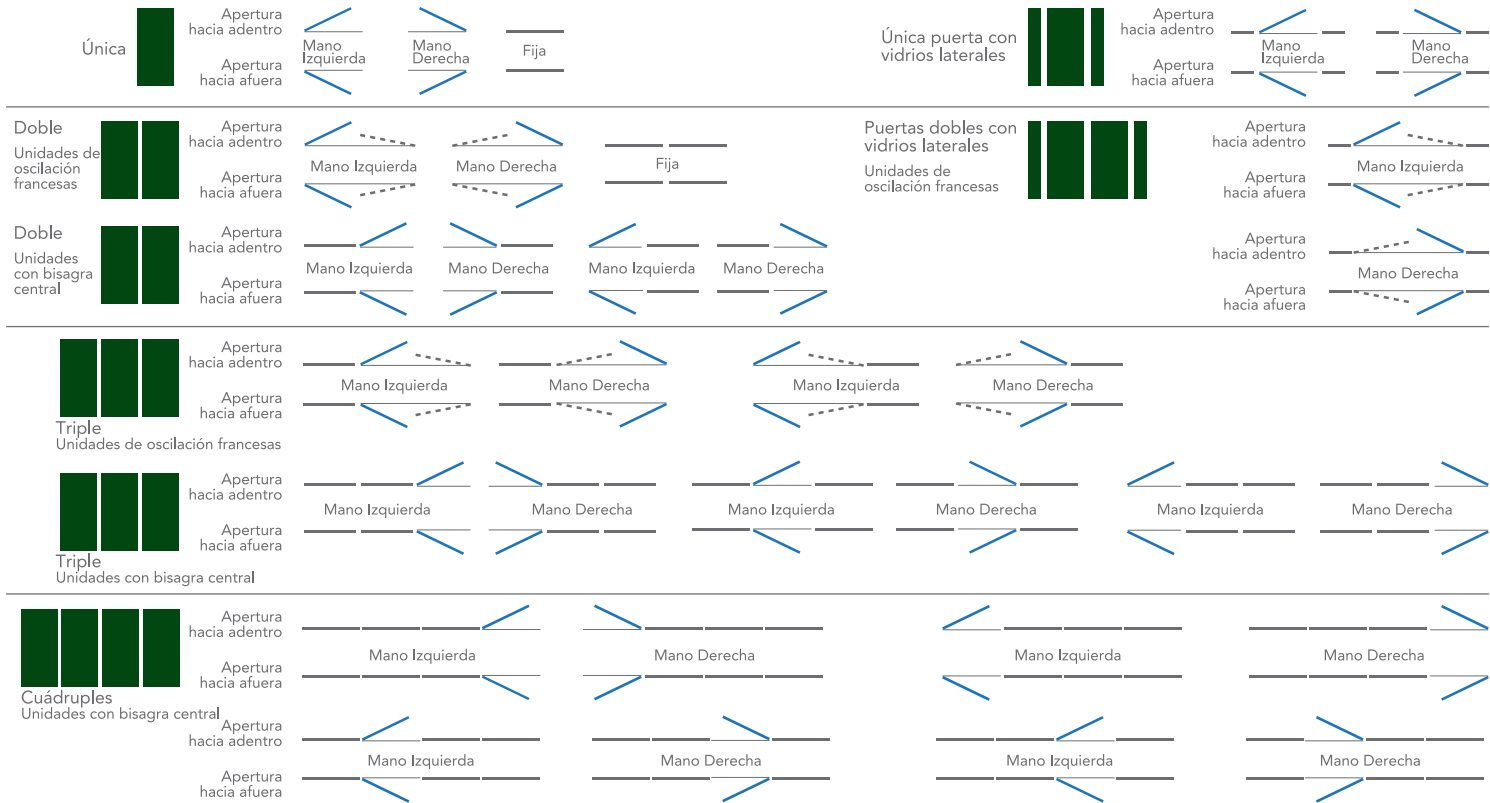 Única
Apertura
hacia adentro
Apertura
hacia afuera
Mano
Izquierda
Mano
Derecha
Fija
Única puerta con
vidrios laterales
Apertura
hacia adentro
Apertura
hacia afuera
Mano
Izquierda
Mano
Derecha
Doble
Unidades de
oscilación
francesas
Apertura
hacia adentro
Apertura
hacia afuera
Mano Izquierda
Mano Derecha
Fija
Puertas dobles con
vidrios laterales
Unidades de
oscilación francesas
Apertura
hacia adentro
Mano Izquierda
Apertura
hacia afuera
Apertura
hacia adentro
Mano Derecha
Apertura
hacia afuera
Doble
Unidades
con bisagra
central
Apertura
hacia adentro
Apertura
hacia afuera
Mano Izquierda
Mano Derecha
Mano Izquierda
Mano Derecha
Apertura
hacia adentro
Apertura
hacia afuera
Mano Izquierda
Mano Derecha
Mano Izquierda
Mano Derecha
Triple
Unidades de oscilación francesas
Apertura
hacia adentro
Apertura
hacia afuera
Mano Izquierda
Mano Derecha
Mano Izquierda
Mano Derecha
Mano Izquierda
Mano Derecha
Triple
Unidades con bisagra central
Apertura
hacia adentro
Apertura
hacia afuera
Mano Izquierda
Mano Derecha
Mano Izquierda
Mano Derecha
Cuádruples
Unidades con bisagra central
Apertura
hacia adentro
Apertura
hacia afuera
Mano Izquierda
Mano Derecha
Mano Izquierda
Mano Derecha